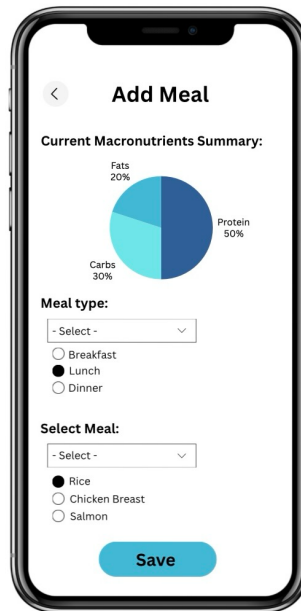 Add Meal
Current Macronutrients Summary:
Fats
20%
Protein
50%
Carbs
30%
Meal type:
- Select -
Breakfast
Lunch
Dinner
Select Meal:
- Select -
Rice
Chicken Breast
Salmon
Save